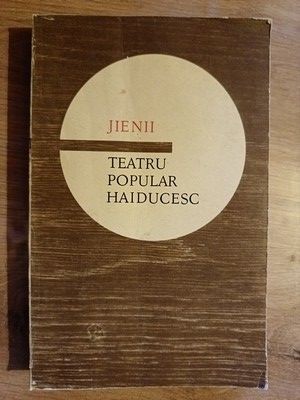 JIENII
TEATRU
POPULAR
HAIDUCESC